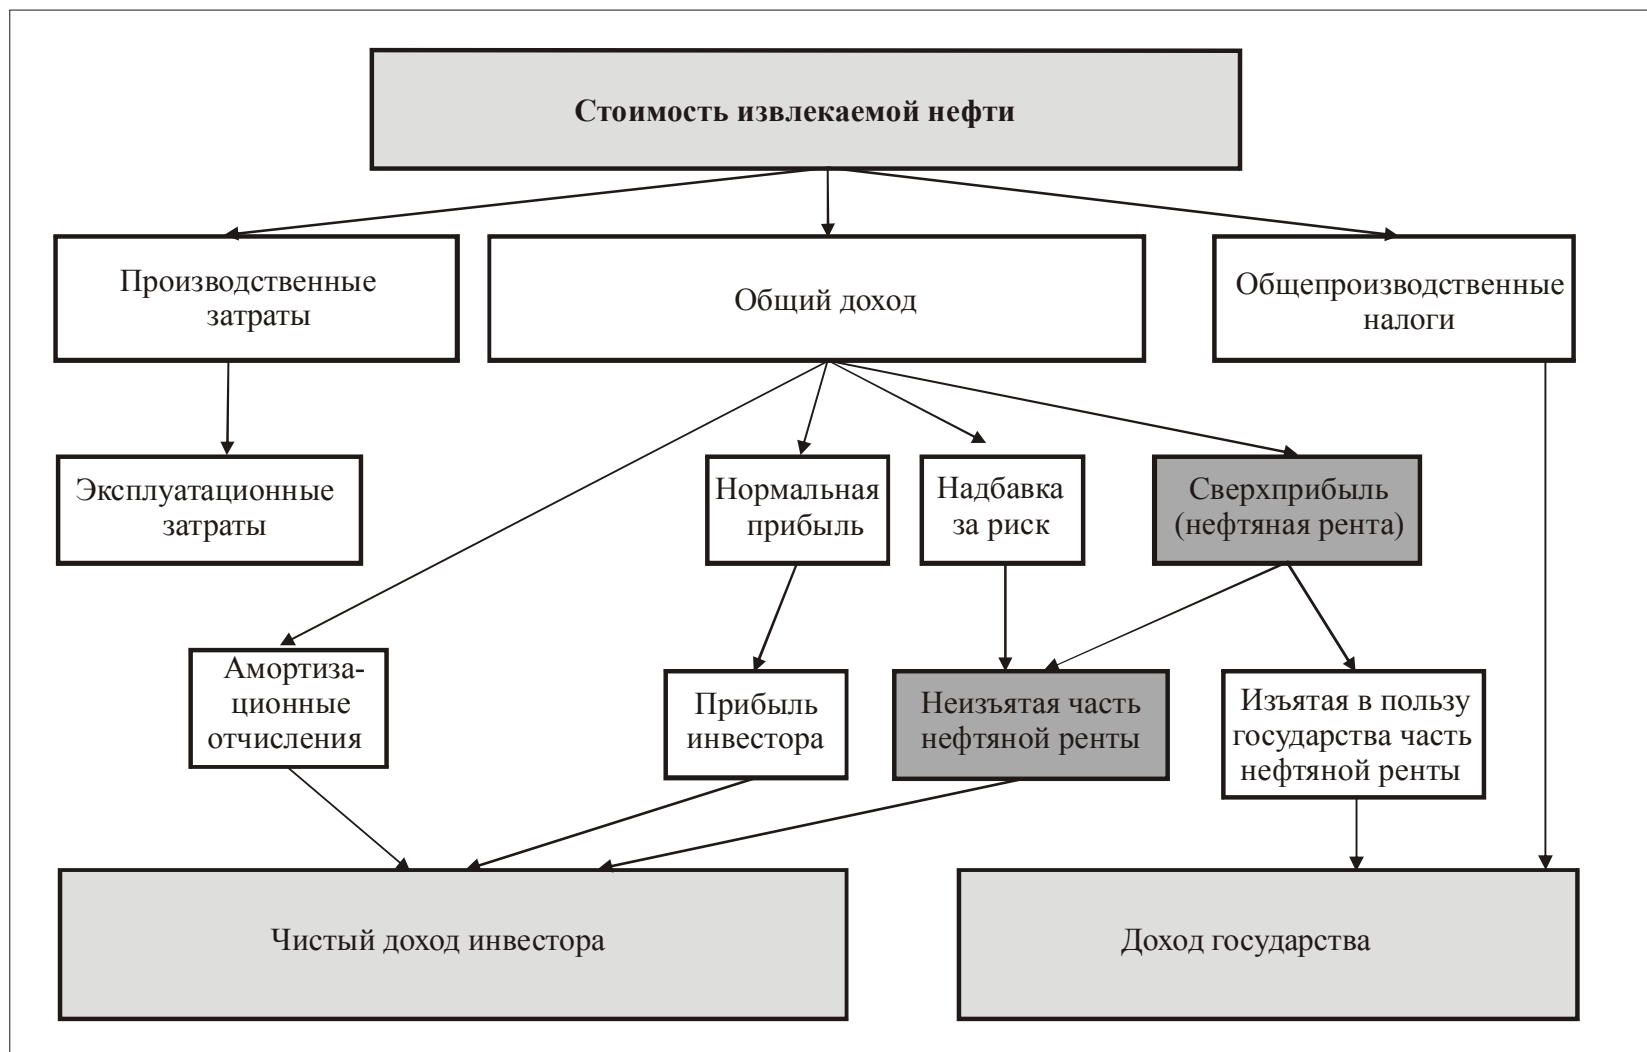 Стоимость извлекаемой нефти
Производственные
затраты
Общий доход
Общепроизводственные
налоги
Эксплуатационные
затраты
Нормальная
прибыль
Надбавка
за риск
Сверхприбыль
(нефтяная рента)
Амортиза-
ционные
отчисления
Прибыль
инвестора
Неизъятая часть
нефтяной ренты
Изъятая в пользу
государства часть
нефтяной ренты
Чистый доход инвестора
Доход государства